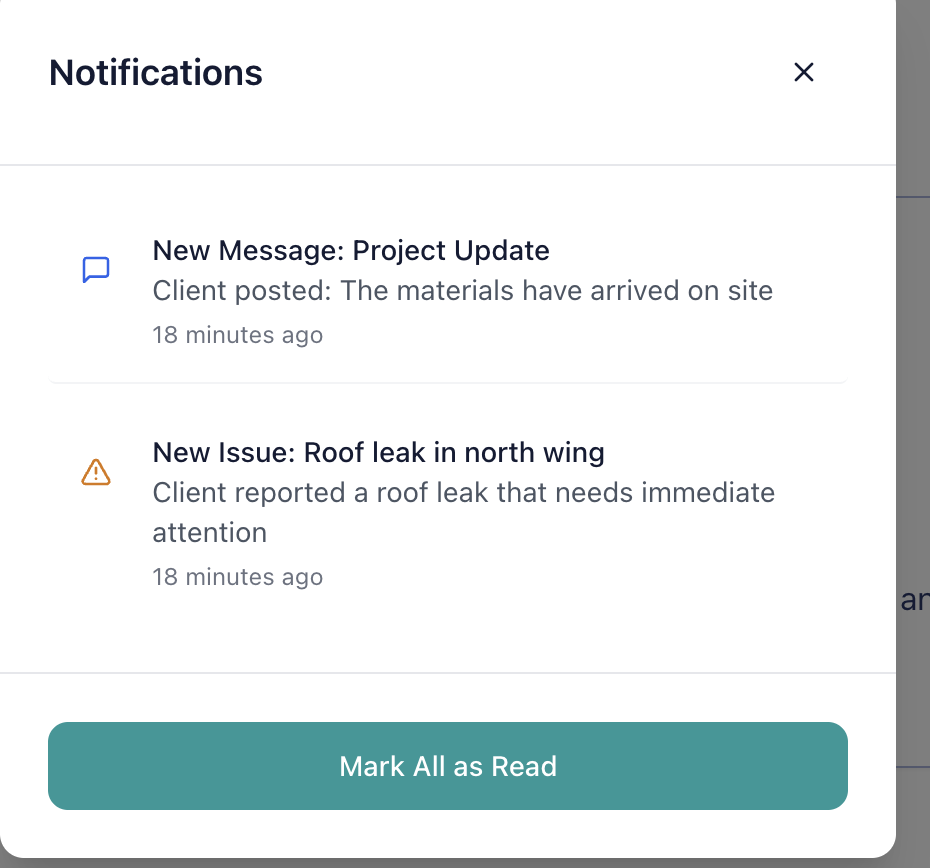 Notifications
New Message: Project Update
Client posted: The materials have arrived on site
18 minutes ago
New Issue: Roof leak in north wing
Client reported a roof leak that needs immediate
attention
18 minutes ago
Mark All as Read